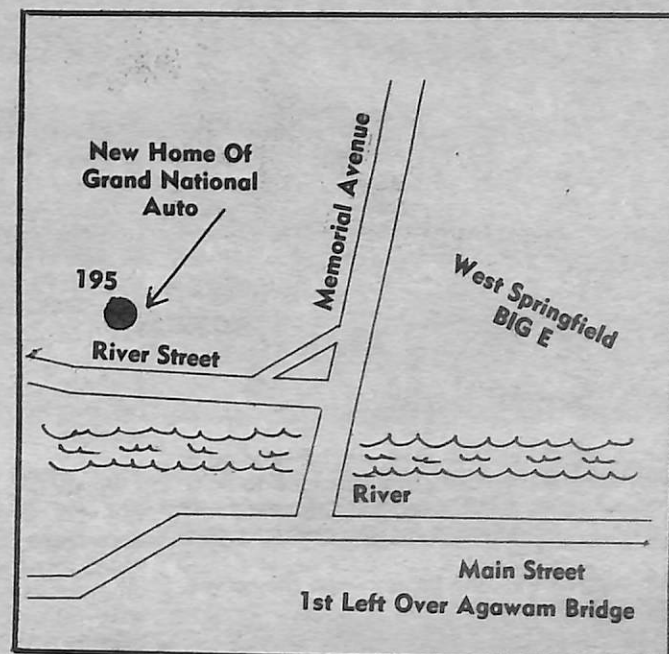 New Home Of
Grand National
Auto
195
River Street
Memorial Avenue
West Springfield
BIG E
River
Main Street
1st Left Over Agawam Bridge